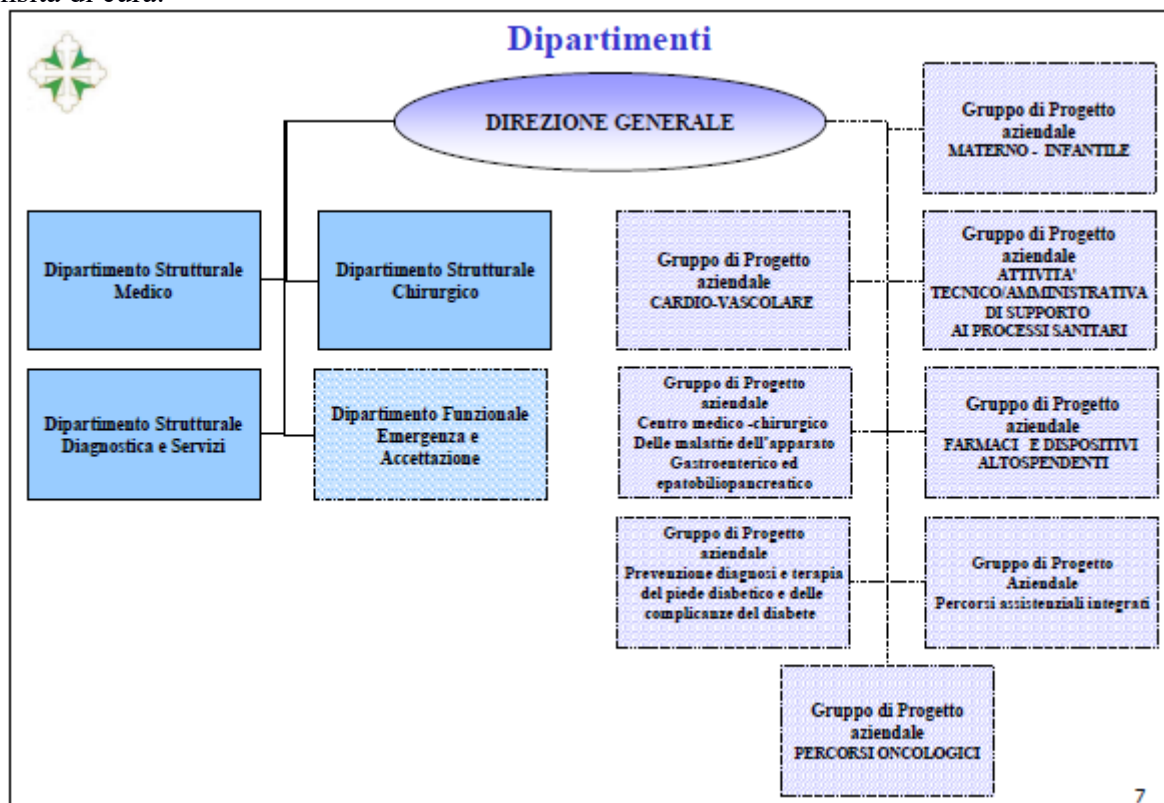 Dipartimenti
DIREZIONE GENERALE
Gruppo di Progetto
aziendale
MATERNO - INFANTILE
Dipartimento Strutturale
Medico
Dipartimento Strutturale
Chirurgico
Gruppo di Progetto
aziendale
CARDIO-VASCOLARE
Gruppo di Progetto
aziendale
ATTIVITA'
TECNICO/AMMINISTRATIVA
DI SUPPORTO
AI PROCESSI SANITARI
Dipartimento Strutturale
Diagnostica e Servizi
Dipartimento Funzionale
Emergenza e
Accettazione
Gruppo di Progetto
aziendale
Centro medico -chirurgico
Delle malattie dell'apparato
Gastroenterico ed
epatobiliopancreatico
Gruppo di Progetto
aziendale
FARMACI E DISPOSITIVI
ALTOSPENDENTI
Gruppo di Progetto
aziendale
Prevenzione diagnosi e terapia
del piede diabetico e delle
complicanze del diabete
Gruppo di Progetto
Aziendale
Percorsi assistenziali integrati
Gruppo di Progetto
aziendale
PERCORSI ONCOLOGICI
7